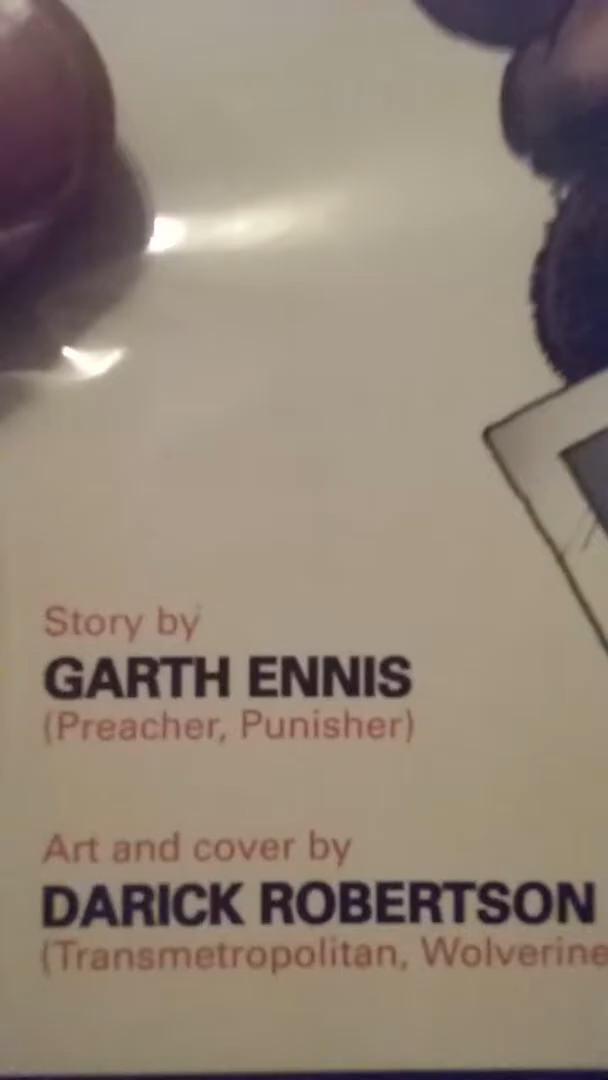 Story by
GARTH ENNIS
(Preacher, Punisher)
Art and cover by
DARICK ROBERTSON
(Transmetropolitan, Wolverine